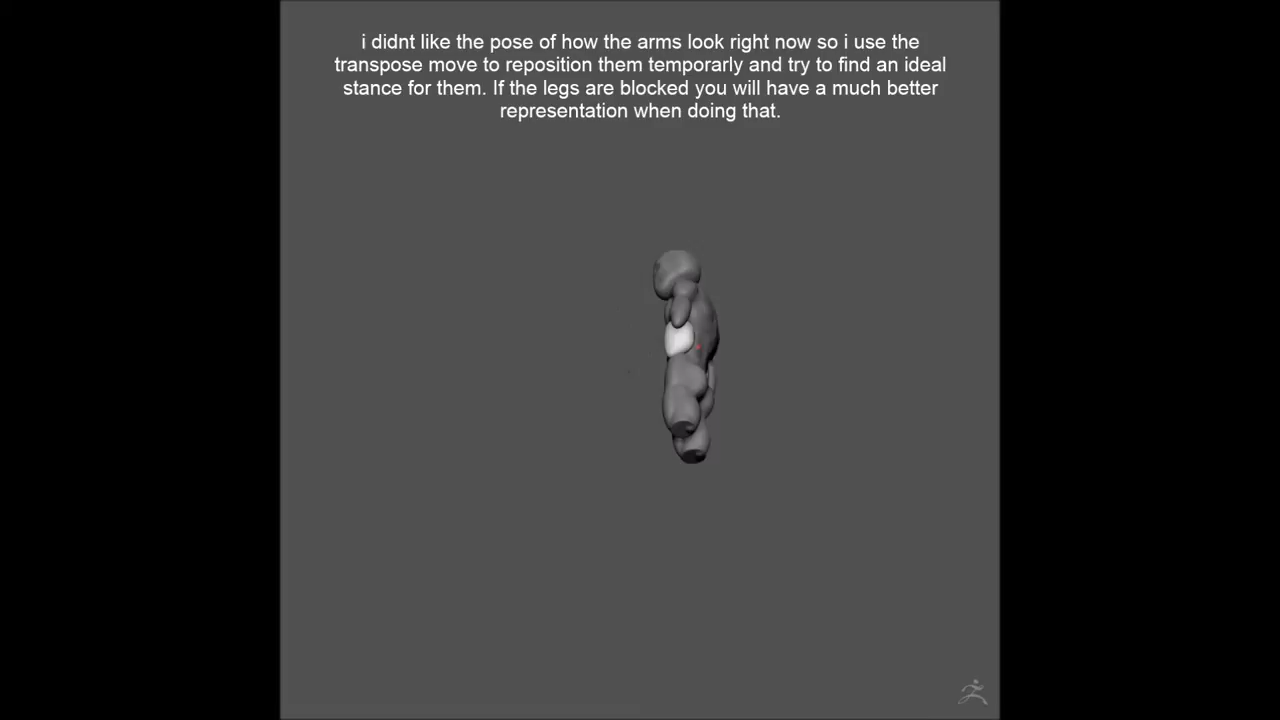 i didnt like the pose of how the arms look right now so i use the
transpose move to reposition them temporarly and try to find an ideal
stance for them. If the legs are blocked you will have a much better
representation when doing that.